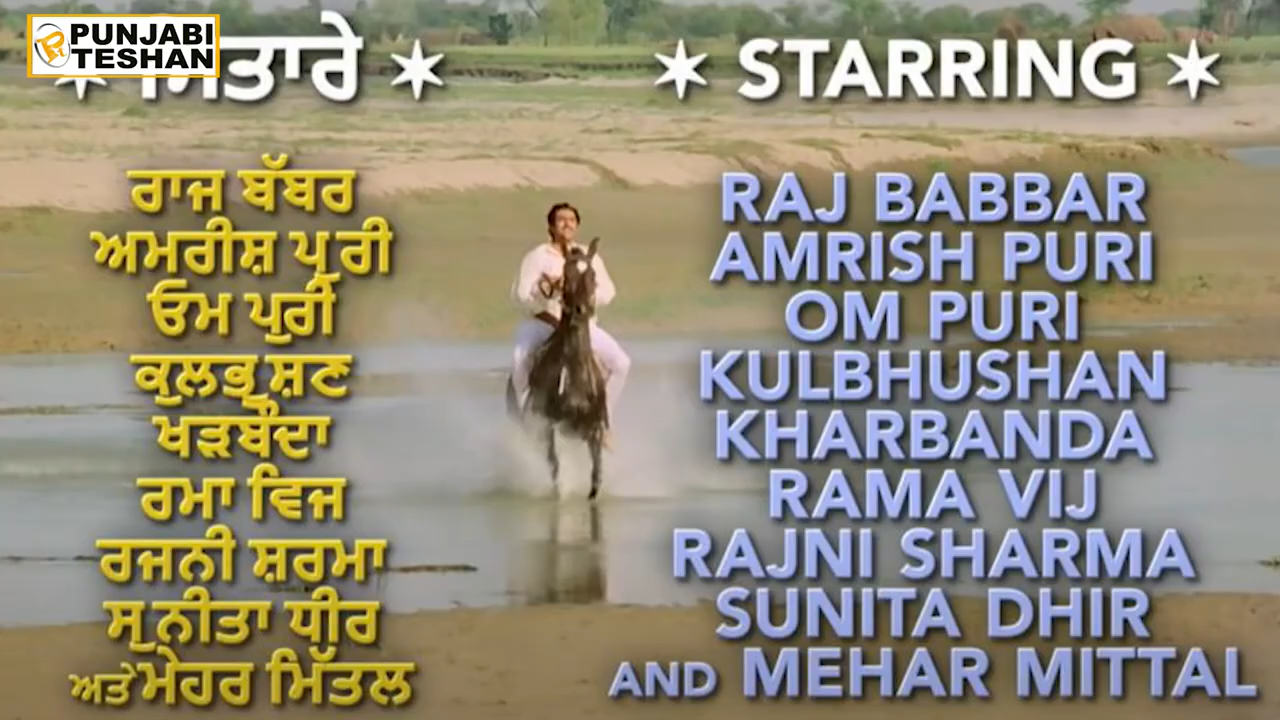 PUNJABI
TESHAN
ਸਿਤਾਰੇ
ਰਾਜ ਬੱਬਰ
ਅਮਰੀਸ਼ ਪੂਰੀ
ਓਮ ਪੁਰੀ
ਕੁਲਭੂਸ਼ਣ
ਖੜਬੰਦਾ
ਰਮਾ ਵਿਜ
ਰਜਨੀ ਸ਼ਰਮਾ
ਸੁਨੀਤਾ ਧੀਰ
ਅਤੇ ਮੇਹਰ ਮਿੱਤਲ
STARRING
RAJ BABBAR
AMRISH PURI
OM PURI
KULBHUSHAN
KHARBANDA
RAMA VIJ
RAJNI SHARMA
SUNITA DHIR
AND MEHAR MITTAL